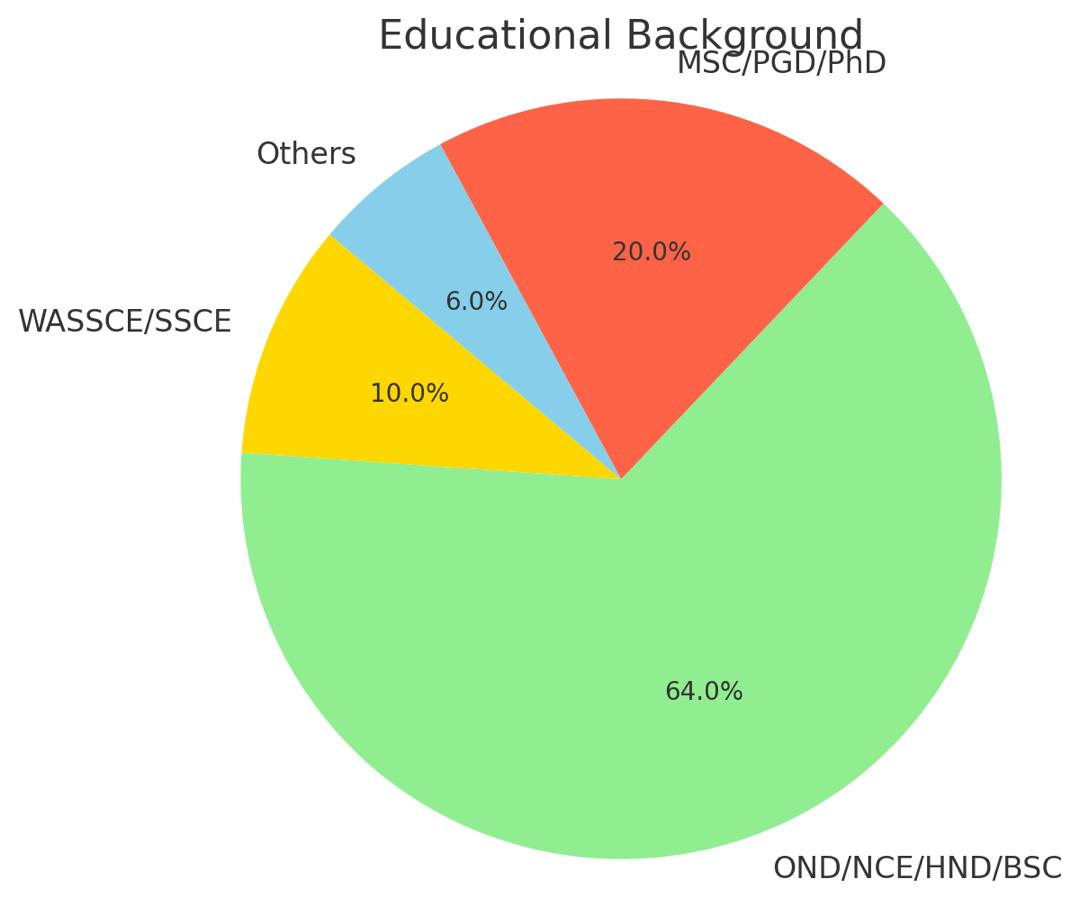 Educational Background
MSC/PGD/PhD
Others
20.0%
6.0%
WASSCE/SSCE
10.0%
64.0%
OND/NCE/HND/BSC